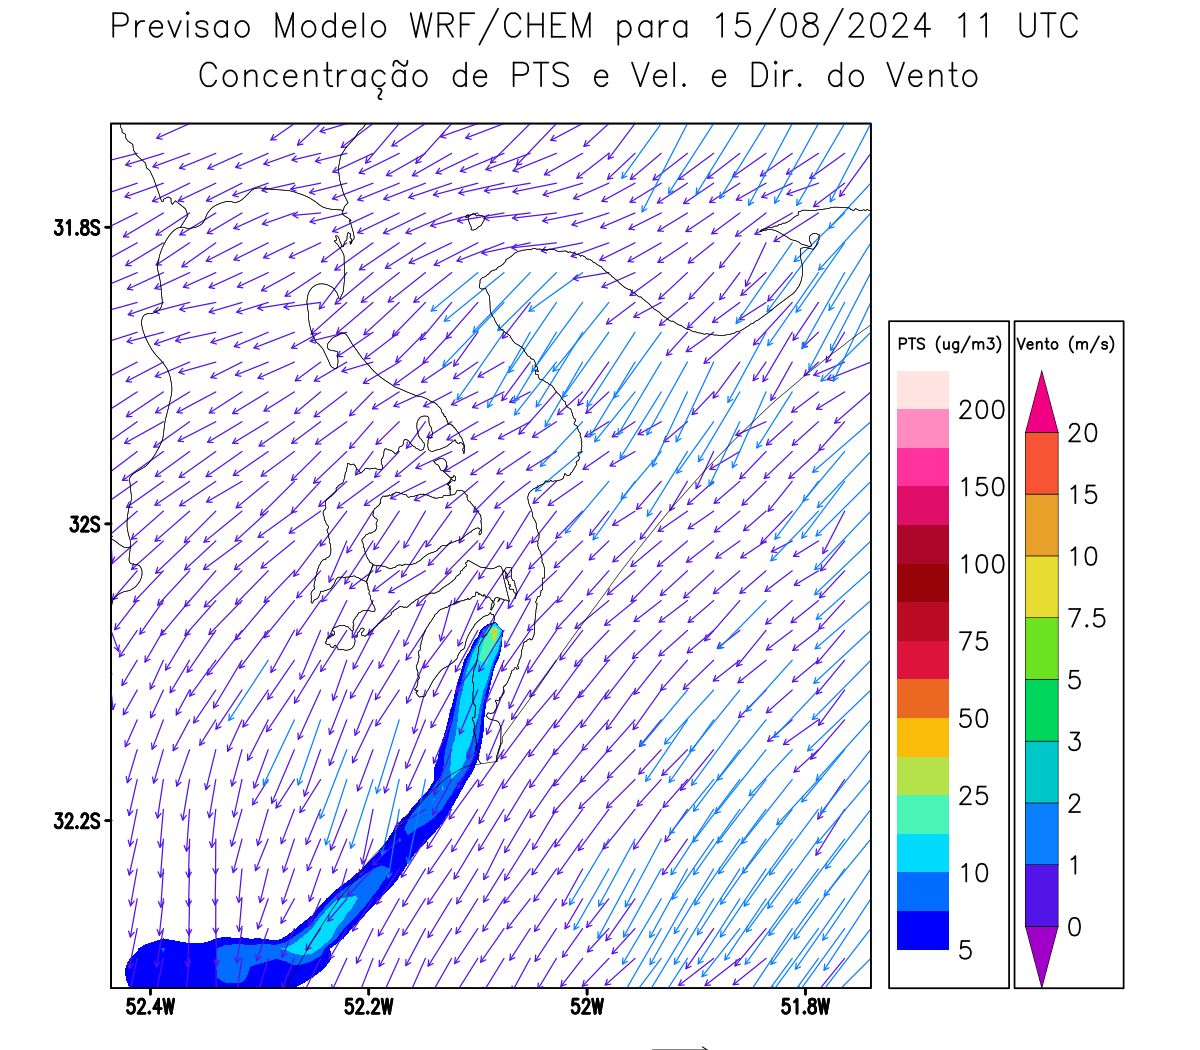 Previsao Modelo WRF/CHEM para 15/08/2024 11 UTC
Concentração de PTS e Vel. e Dir. do Vento
31.8S
32S
32.2S
52.4W 52.2W 52W 51.8W
PTS (ug/m3)
200
150
100
75
50
25
10
5
Vento (m/s)
20
15
10
7.5
5
3
2
1
0